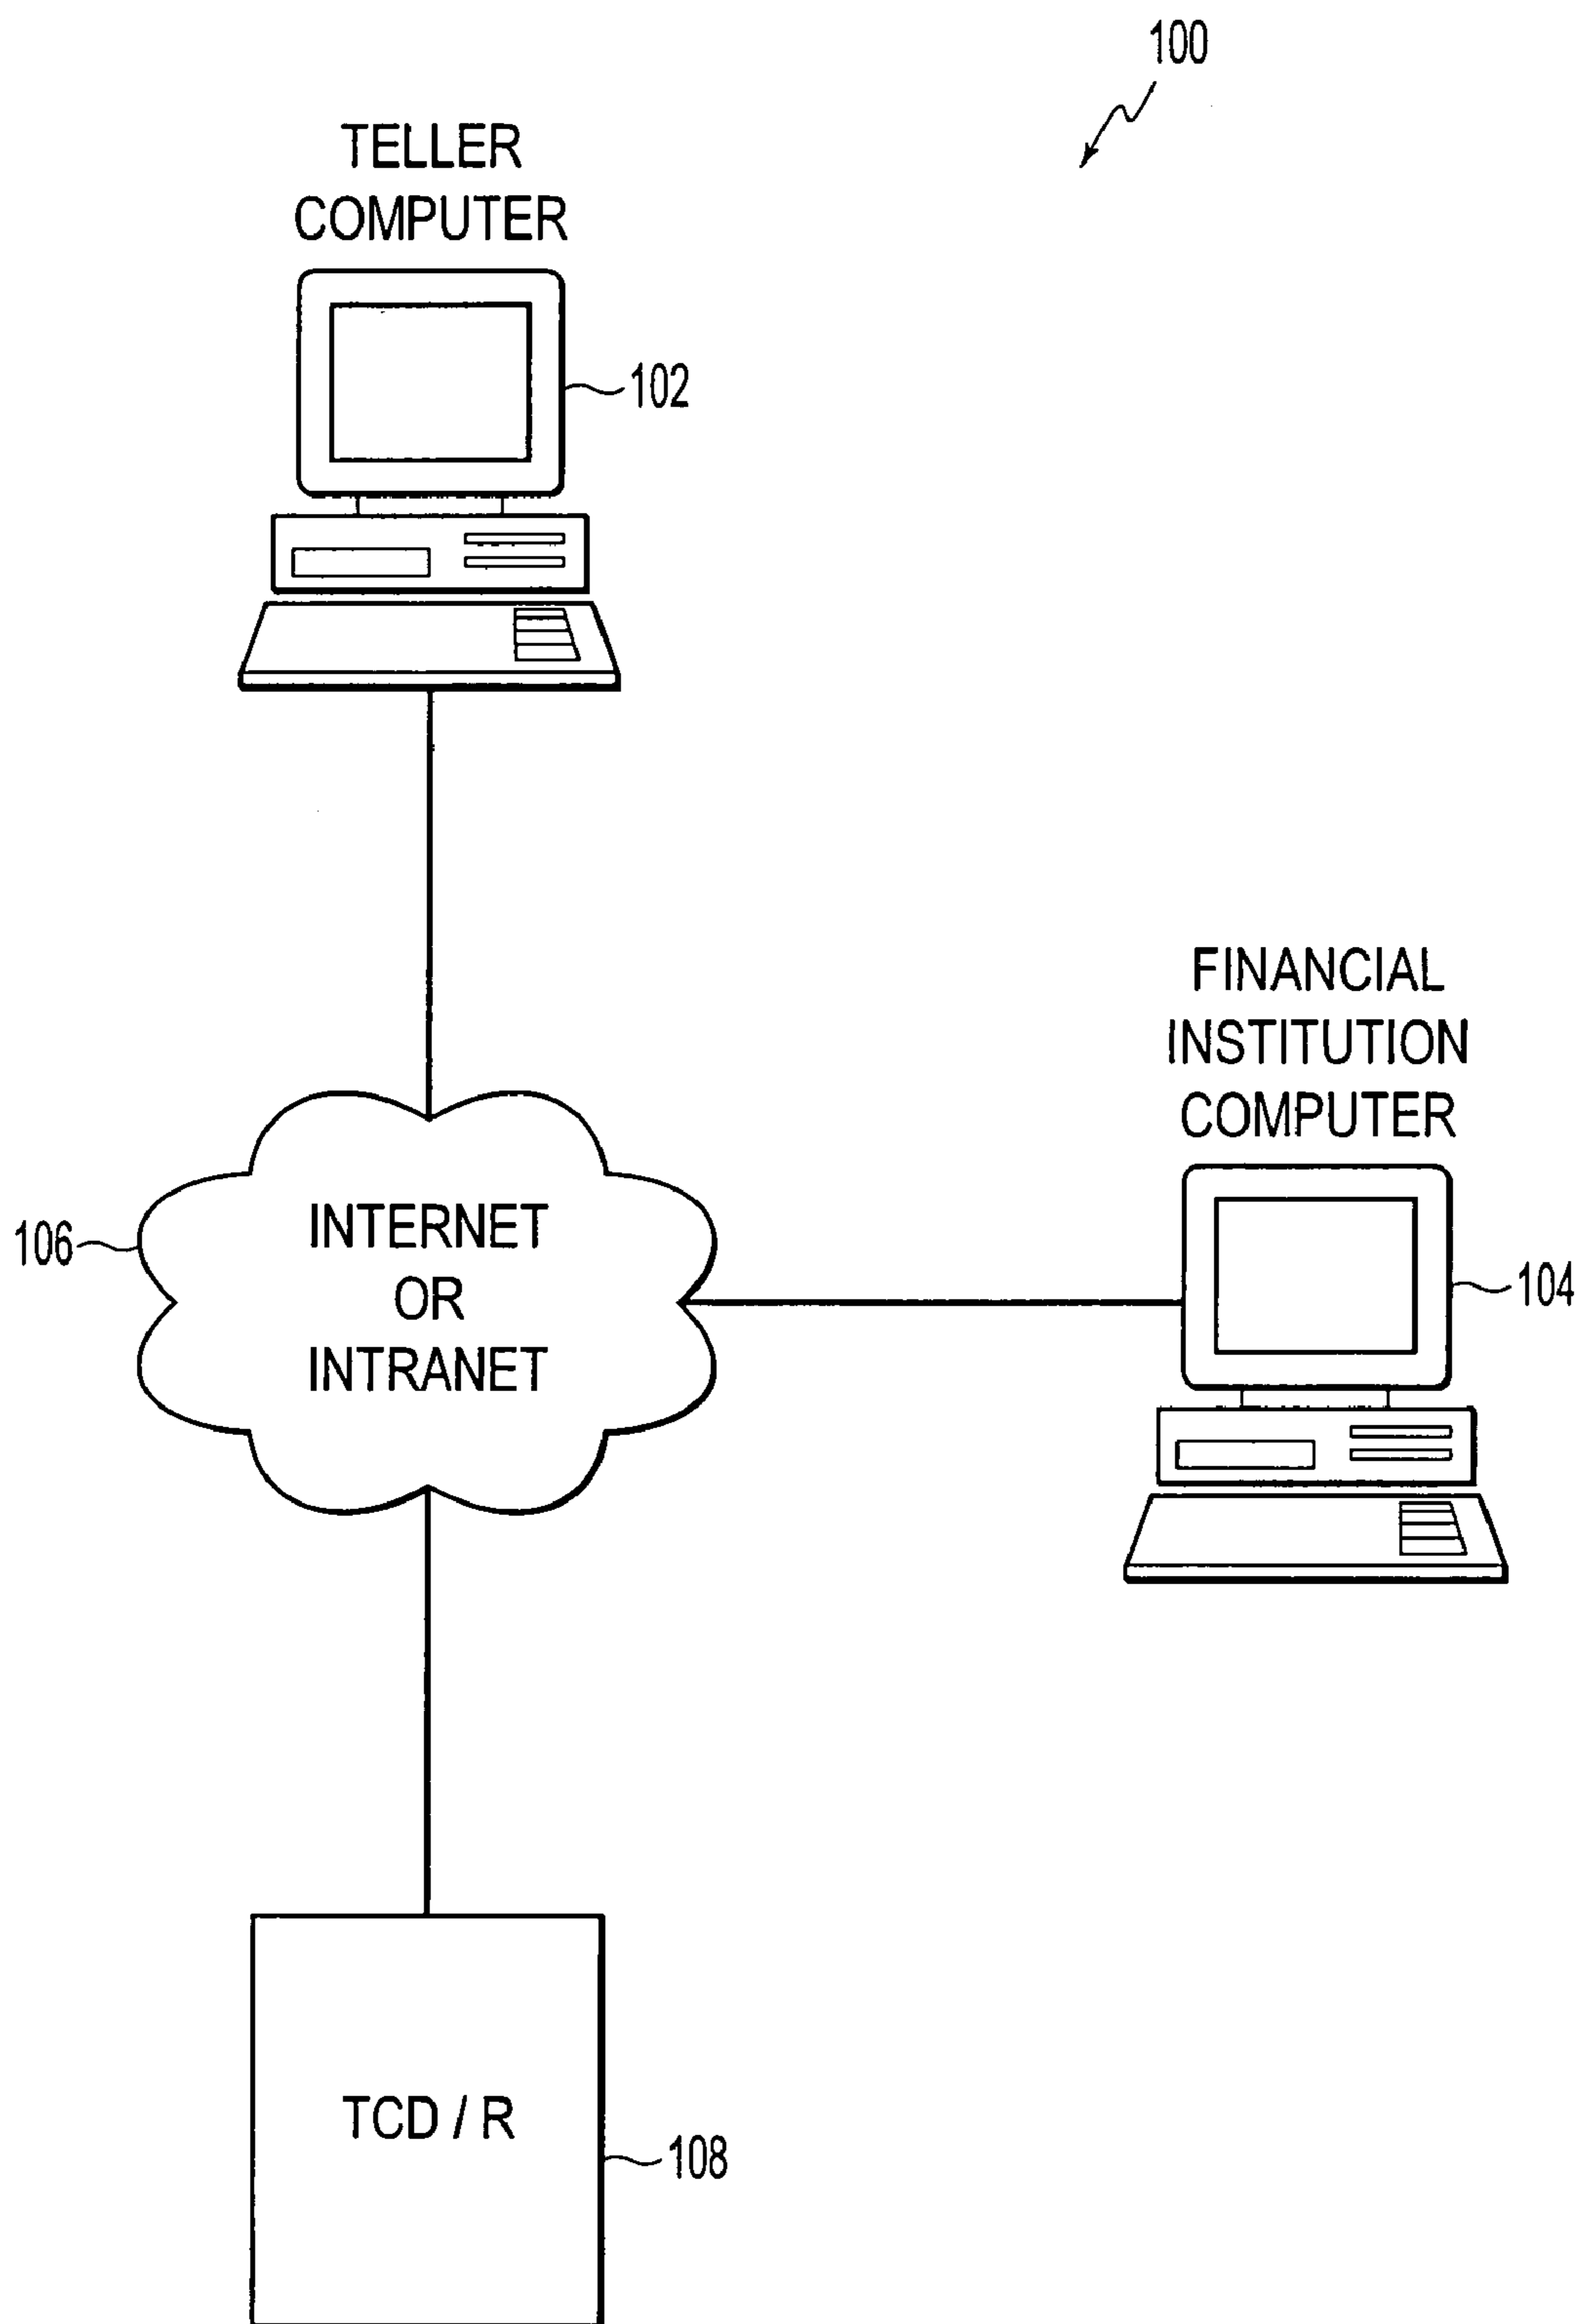 100
TELLER
COMPUTER
102
FINANCIAL
INSTITUTION
COMPUTER
106
INTERNET
OR
INTRANET
104
TCD / R
108